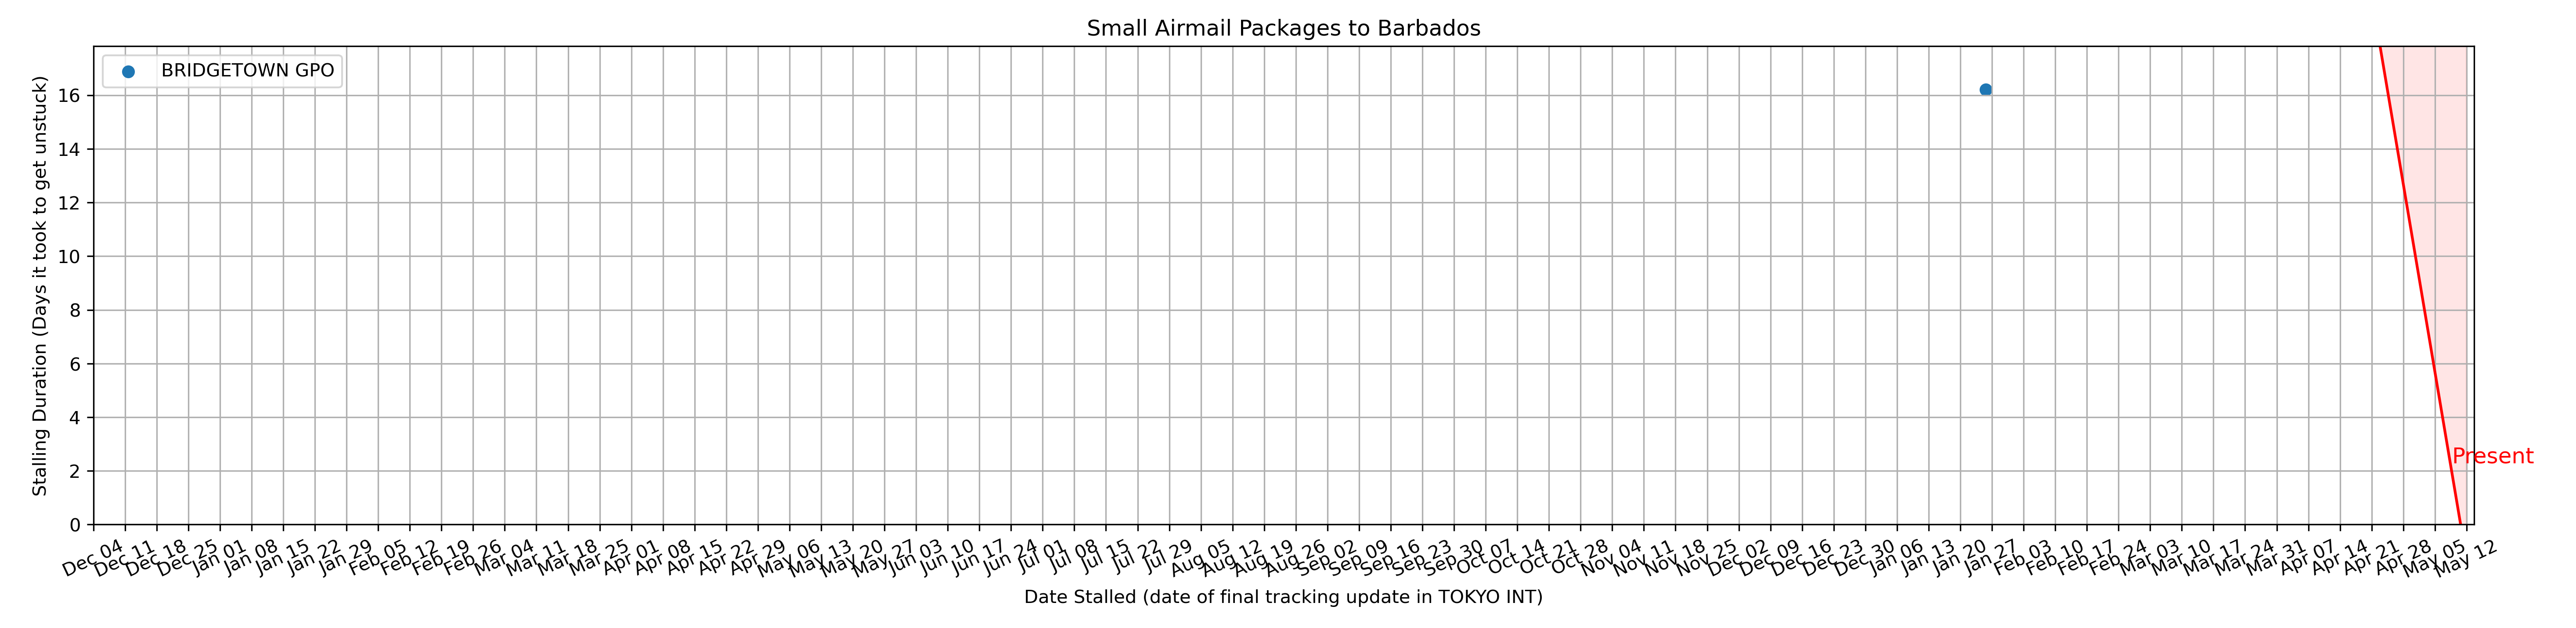 Small Airmail Packages to Barbados
BRIDGETOWN GPO
Stalling Duration (Days it took to get unstuck)
16
14
12
10
8
6
4
2
0
Present
Dec 04
Dec 11
Dec 18
Dec 25
Jan 01
Jan 08
Jan 15
Jan 22
Jan 29
Feb 05
Feb 12
Feb 19
Feb 26
Mar 04
Mar 11
Mar 18
Mar 25
Apr 01
Apr 08
Apr 15
Apr 22
Apr 29
May 06
May 13
May 20
May 27
Jun 03
Jun 10
Jun 17
Jun 24
Jul 01
Jul 08
Jul 15
Jul 22
Jul 29
Aug 05
Aug 12
Aug 19
Aug 26
Sep 02
Sep 09
Sep 16
Sep 23
Sep 30
Oct 07
Oct 14
Oct 21
Oct 28
Nov 04
Nov 11
Nov 18
Nov 25
Dec 02
Dec 09
Dec 16
Dec 23
Dec 30
Jan 06
Jan 13
Jan 20
Jan 27
Feb 03
Feb 10
Feb 17
Feb 24
Mar 03
Mar 10
Mar 17
Mar 24
Mar 31
Apr 07
Apr 14
Apr 21
Apr 28
May 05
May 12
Date Stalled (date of final tracking update in TOKYO INT)